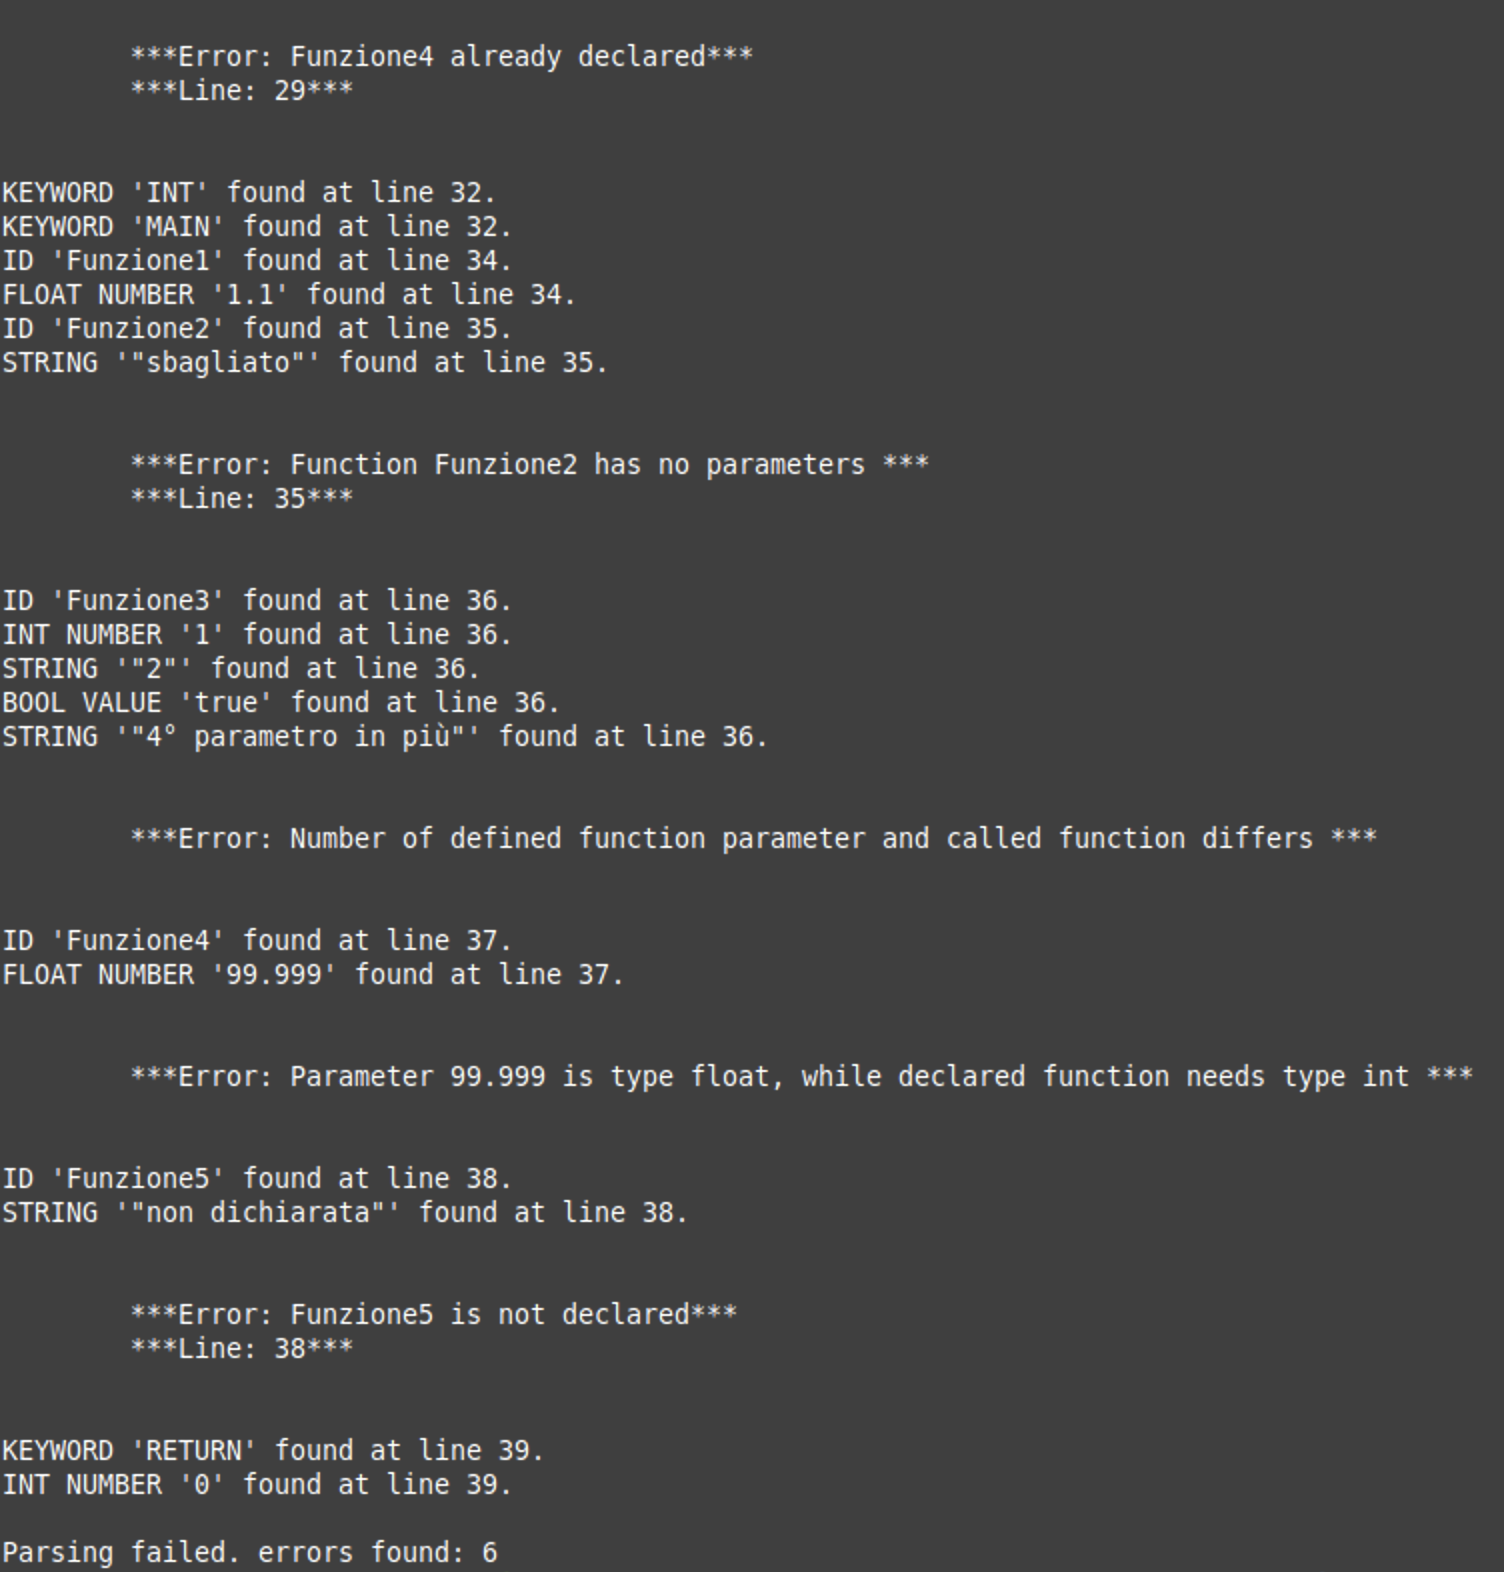 ***Error: Funzione4 already declared***
***Line: 29***
KEYWORD 'INT' found at line 32.
KEYWORD 'MAIN' found at line 32.
ID 'Funzione1' found at line 34.
FLOAT NUMBER '1.1' found at line 34.
ID 'Funzione2' found at line 35.
STRING '"sbagliato"' found at line 35.
***Error: Function Funzione2 has no parameters ***
***Line: 35***
ID 'Funzione3' found at line 36.
INT NUMBER '1' found at line 36.
STRING '"2"' found at line 36.
BOOL VALUE 'true' found at line 36.
STRING '"4° parametro in più"' found at line 36.
***Error: Number of defined function parameter and called function differs ***
ID 'Funzione4' found at line 37.
FLOAT NUMBER '99.999' found at line 37.
***Error: Parameter 99.999 is type float, while declared function needs type int ***
ID 'Funzione5' found at line 38.
STRING '"non dichiarata"' found at line 38.
***Error: Funzione5 is not declared***
***Line: 38***
KEYWORD 'RETURN' found at line 39.
INT NUMBER '0' found at line 39.
Parsing failed. errors found: 6